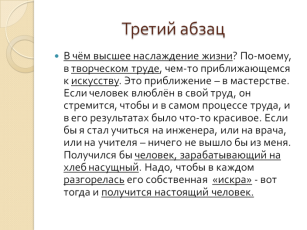 Третий абзац
В чём высшее наслаждение жизни? По-моему,
в творческом труде, чем-то приближающемся
к искусству. Это приближение – в мастерстве.
Если человек влюблён в свой труд, он
стремится, чтобы и в самом процессе труда, и
в его результатах было что-то красивое. Если
бы я стал учиться на инженера, или на врача,
или на учителя – ничего не вышло бы из меня.
Получился бы человек, зарабатывающий на
хлеб насущный. Надо, чтобы в каждом
разгорелась его собственная «искра» - вот
тогда и получится настоящий человек.